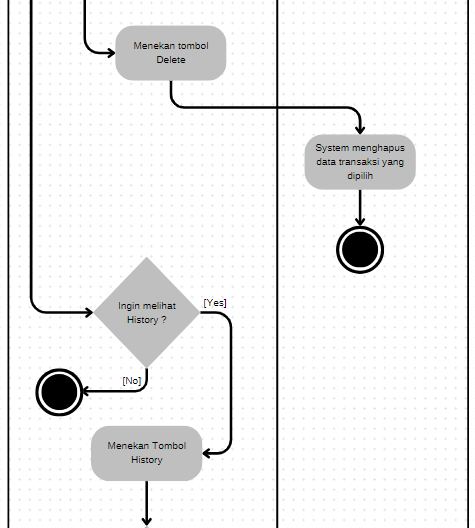 Menekan tombol
Delete
System menghapus
data transaksi yang
dipilih
Ingin melihat
History ?
[Yes]
[No]
Menekan Tombol
History